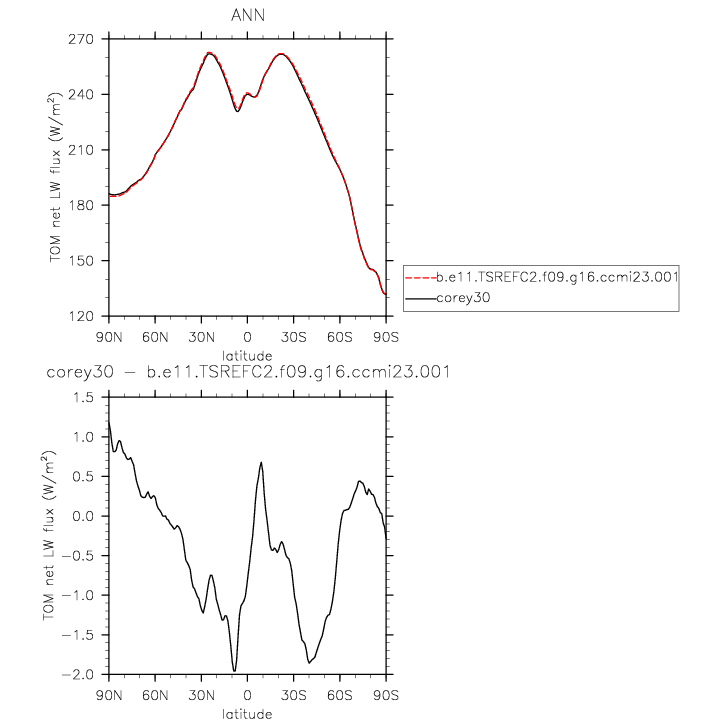 ANN
270
240
210
180
150
120
TOM net LW flux (W/m²)
90N 60N 30N 0 30S 60S 90S
latitude
b.e11.TSREFC2.f09.g16.ccmi23.001
corey30
corey30 − b.e11.TSREFC2.f09.g16.ccmi23.001
1.5
1.0
0.5
0.0
−0.5
−1.0
−1.5
−2.0
TOM net LW flux (W/m²)
90N 60N 30N 0 30S 60S 90S
latitude